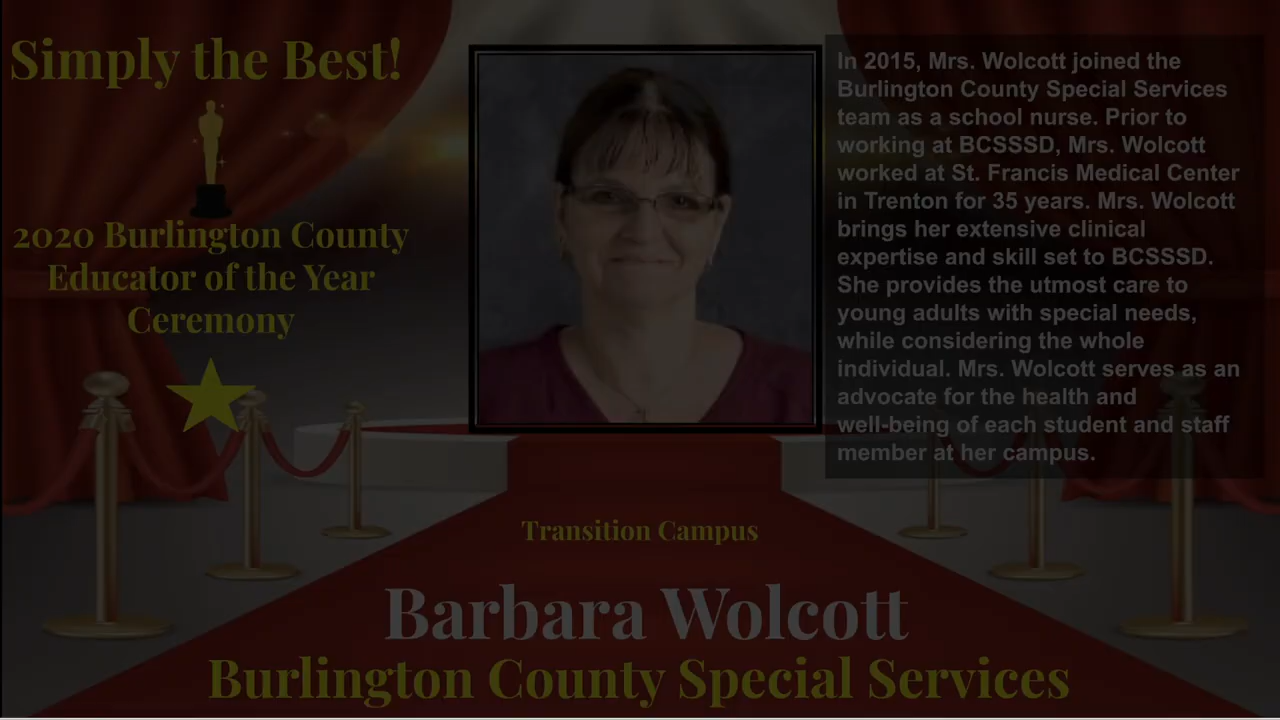 Simply the Best!
2020 Burlington County
Educator of the Year
Ceremony
In 2015, Mrs. Wolcott joined the
Burlington County Special Services
team as a school nurse. Prior to
working at BCSSSD, Mrs. Wolcott
worked at St. Francis Medical Center
in Trenton for 35 years. Mrs. Wolcott
brings her extensive clinical
expertise and skill set to BCSSSD.
She provides the utmost care to
young adults with special needs,
while considering the whole
individual. Mrs. Wolcott serves as an
advocate for the health and
well-being of each student and staff
member at her campus.
Transition Campus
Barbara Wolcott
Burlington County Special Services